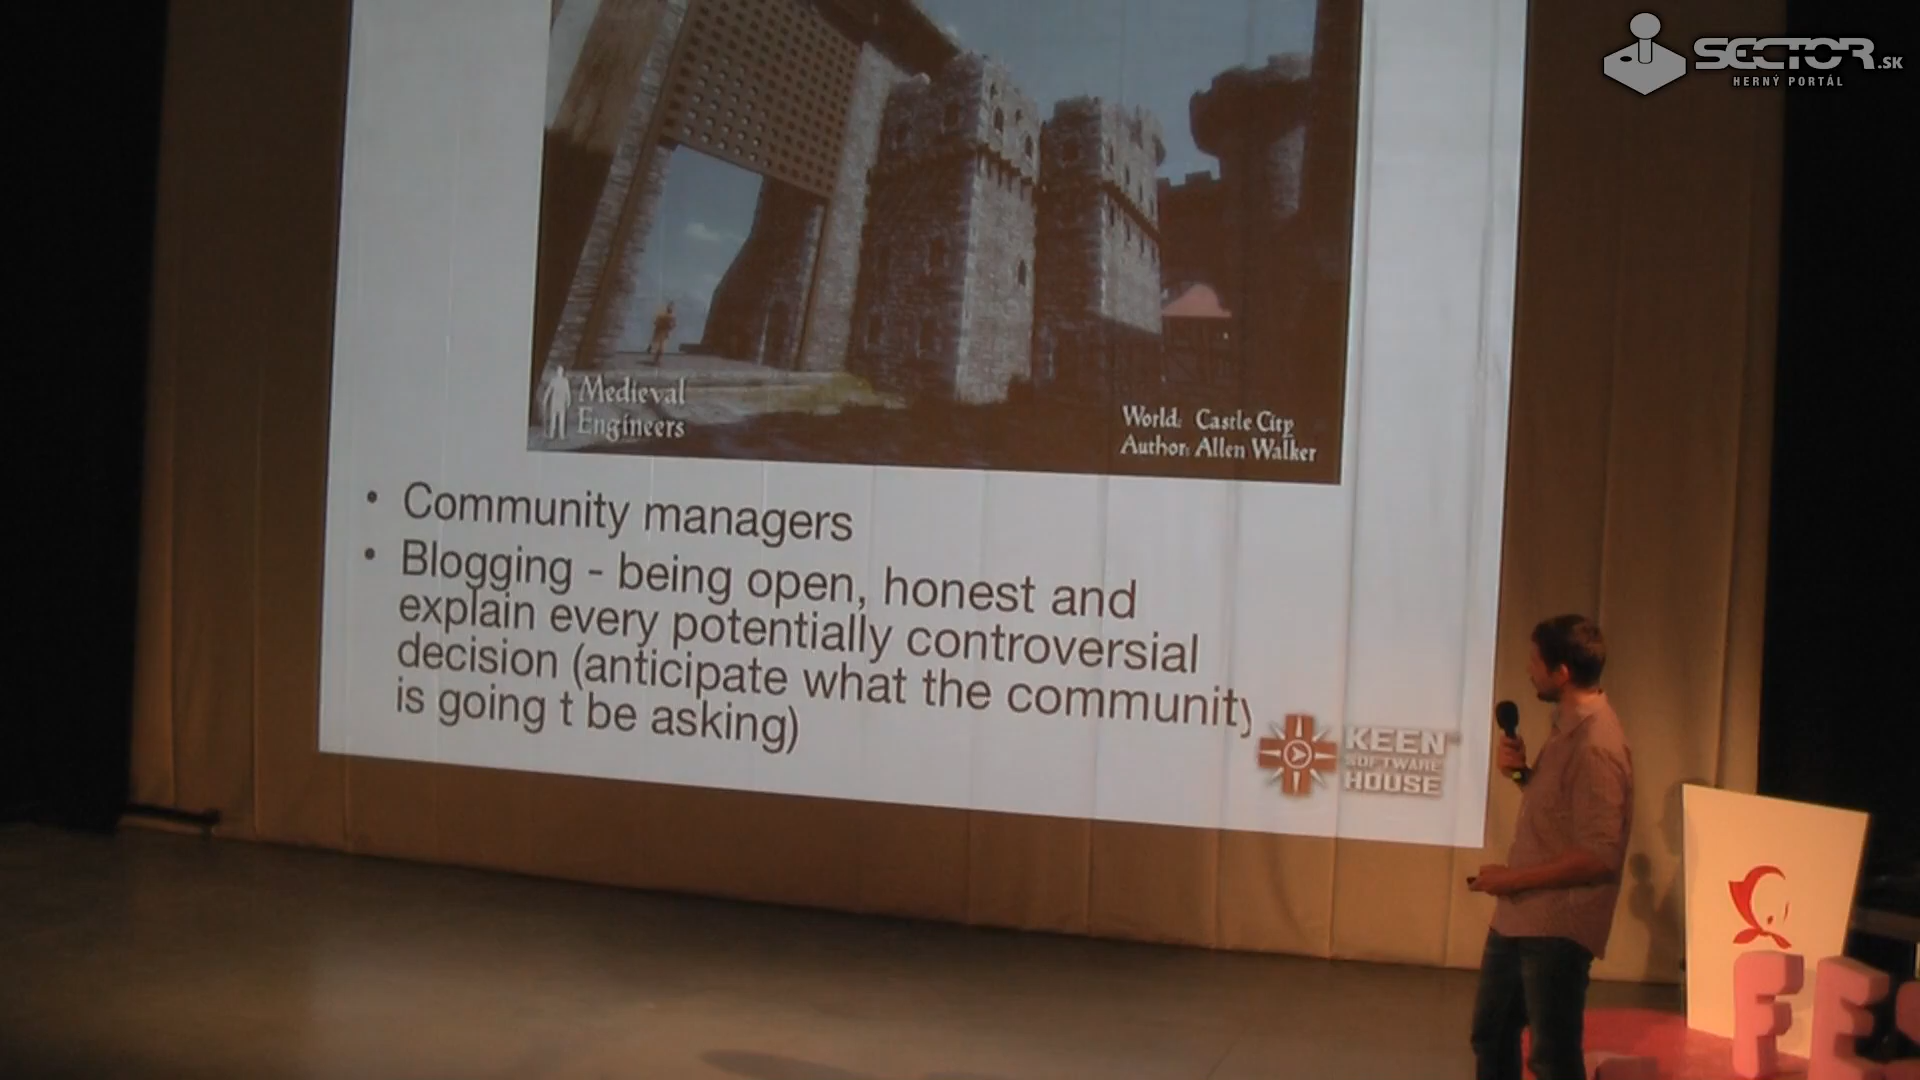 SECTOR.SK
HERNÝ PORTÁL
Medieval
Engineers
World: Castle City
Author: Allen Walker
• Community managers
• Blogging - being open, honest and
explain every potentially controversial
decision (anticipate what the community
is going t be asking)
KEEN
SOFTWARE
HOUSE
FES